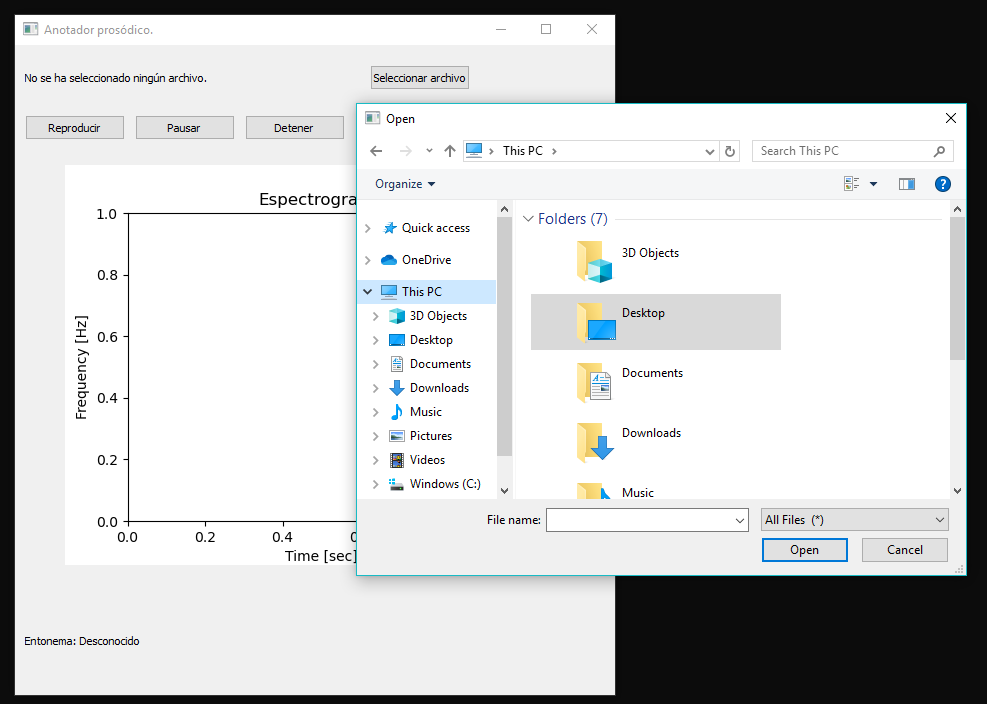 Anotador prosódico.
No se ha seleccionado ningún archivo.
Seleccionar archivo
Reproducir
Pausar
Detener
Espectrogra
1.0
0.8
0.6
0.4
0.2
0.0
Frequency [Hz]
0.0
0.2
0.4
Time [sec]
Entonema: Desconocido
Open
This PC
Search This PC
Organize
?
Quick access
OneDrive
This PC
3D Objects
Desktop
Documents
Downloads
Music
Pictures
Videos
Windows (C:)
Folders (7)
3D Objects
Desktop
Documents
Downloads
Music
File name:
All Files (*)
Open
Cancel